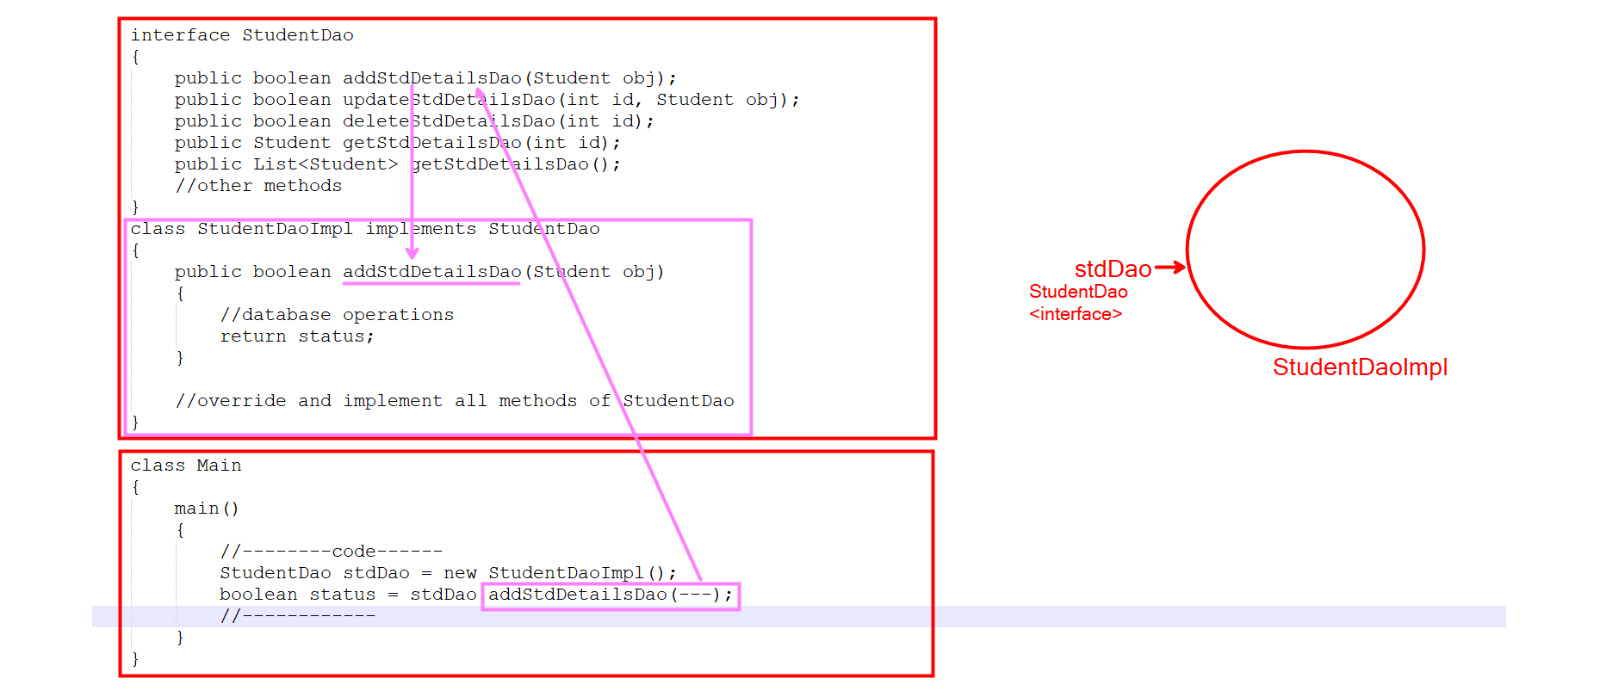 interface StudentDao
{
    public boolean addStdDetailsDao(Student obj);
    public boolean updateStdDetailsDao(int id, Student obj);
    public boolean deleteStdDetailsDao(int id);
    public Student getStdDetailsDao(int id);
    public List<Student> getStdDetailsDao();
    //other methods
}
class StudentDaoImpl implements StudentDao
{
    public boolean addStdDetailsDao(Student obj)
    {
        //database operations
        return status;
    }
    //override and implement all methods of StudentDao
}
class Main
{
    main()
    {
        //--------code------
        StudentDao stdDao = new StudentDaoImpl();
        boolean status = stdDao.addStdDetailsDao(---);
        //------------
    }
}
stdDao
StudentDao
<interface>
StudentDaoImpl